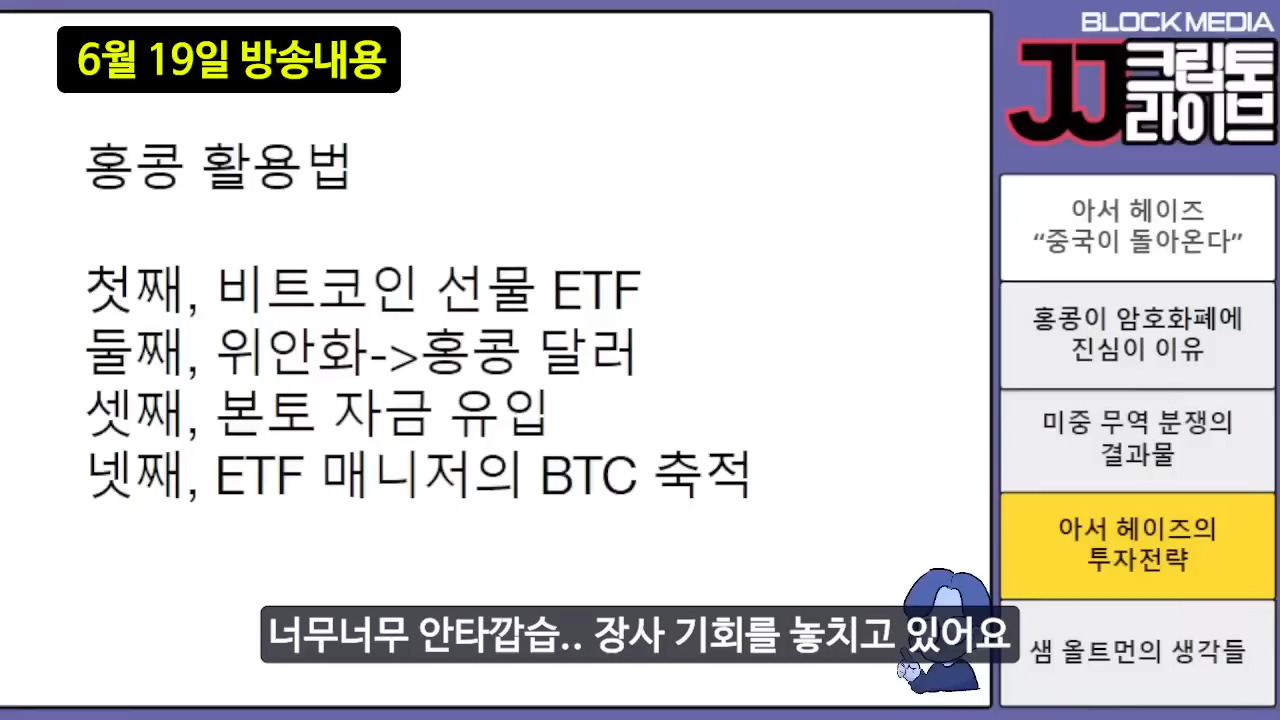 6월 19일 방송내용
홍콩 활용법
첫째, 비트코인 선물 ETF
둘째, 위안화->홍콩 달러
셋째, 본토 자금 유입
넷째, ETF 매니저의 BTC 축적
너무너무 안타깝습.. 장사 기회를 놓치고 있어요
BLOCKMEDIA
JJ 크립토
라이브
아서 헤이즈
“중국이 돌아온다”
홍콩이 암호화폐에
진심이 이유
미중 무역 분쟁의
결과물
아서 헤이즈의
투자전략
샘 올트먼의 생각들